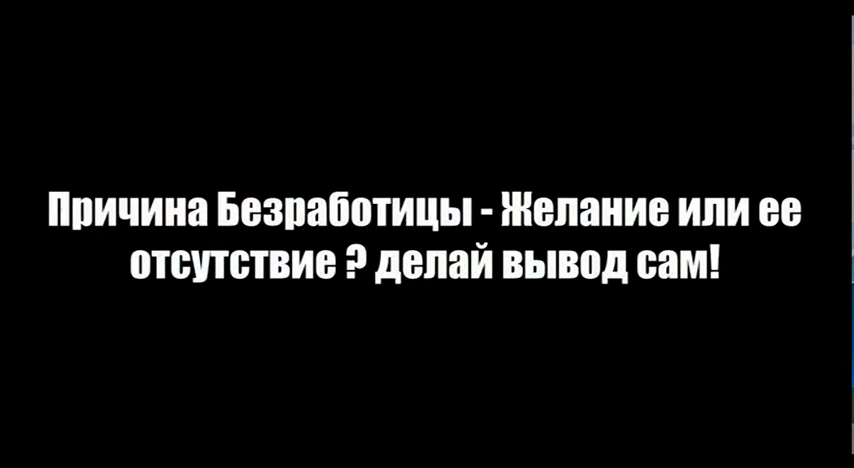 Причина Безработицы - Желание или ее
отсутствие ? делай вывод сам!